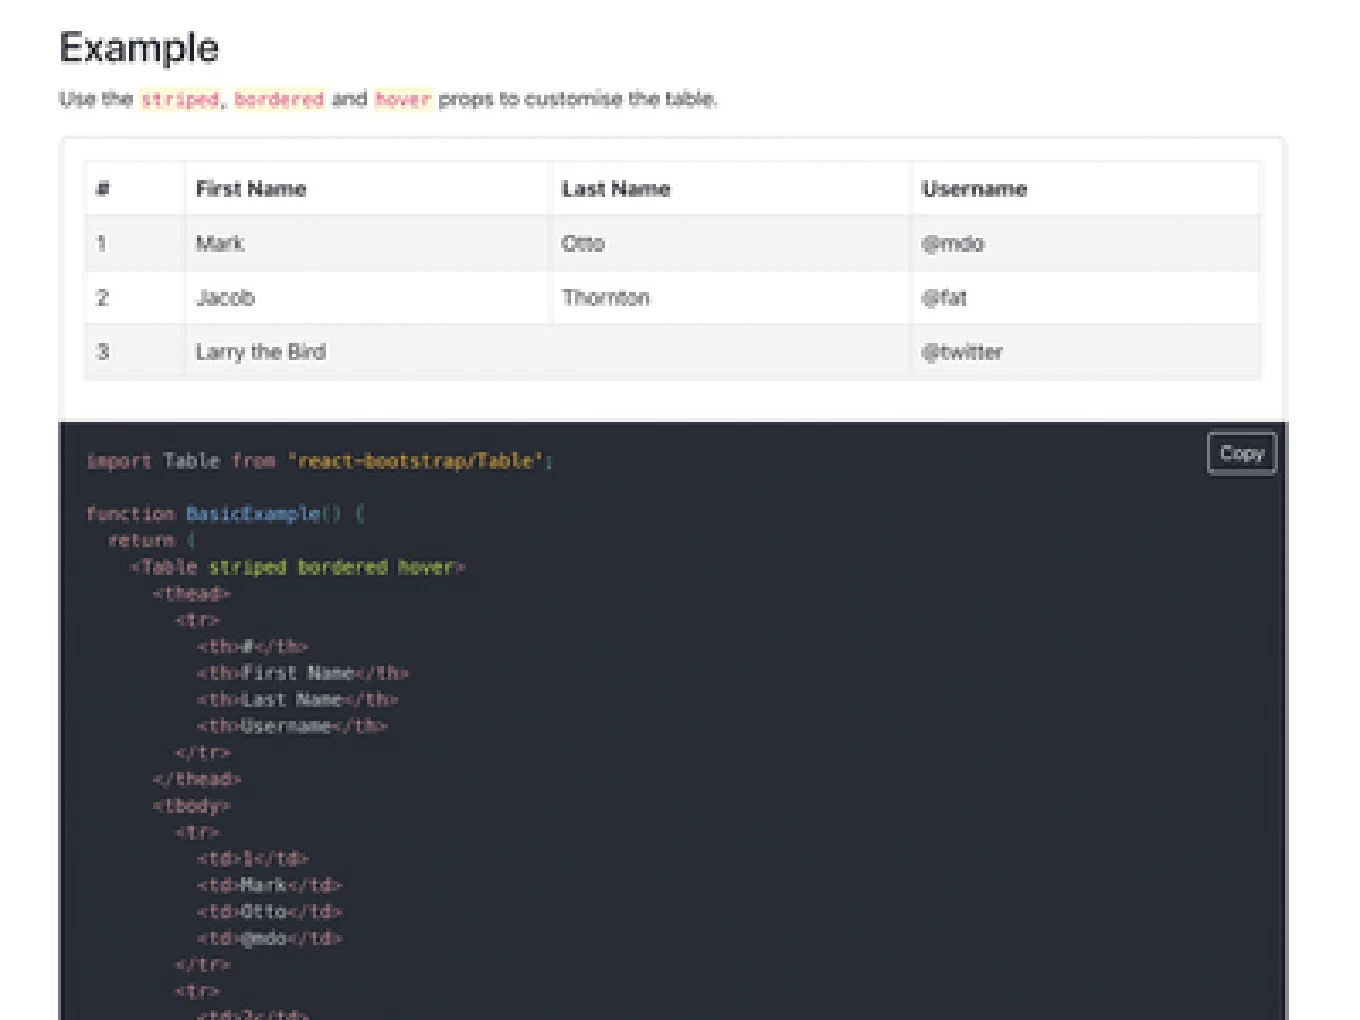 Example
Use the striped, bordered and hover props to customise the table.
# First Name Last Name Username
1 Mark Otto @mdo
2 Jacob Thornton @fat
3 Larry the Bird @twitter
Copy
import Table from 'react-bootstrap/Table';
function BasicExample() {
return (
<Table striped bordered hover>
<thead>
<tr>
<th>#</th>
<th>First Name</th>
<th>Last Name</th>
<th>Username</th>
</tr>
</thead>
<tbody>
<tr>
<td>1</td>
<td>Mark</td>
<td>Otto</td>
<td>@mdo</td>
</tr>
<tr>
<td>2</td>